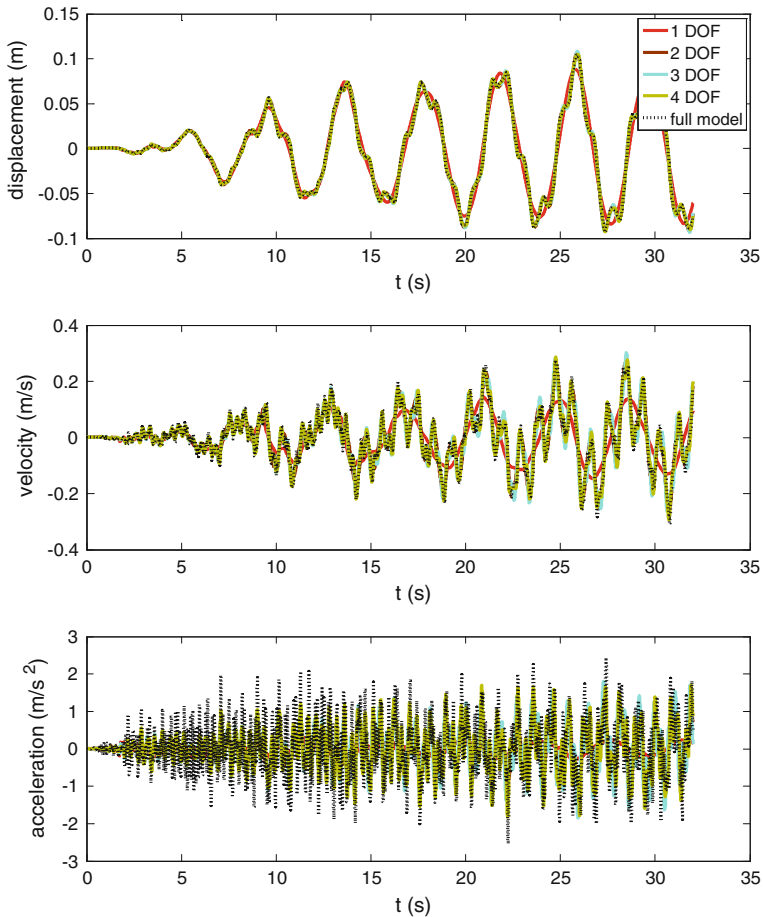 0.15
0.1
0.05
0
-0.05
-0.1
displacement (m)
1 DOF
2 DOF
3 DOF
4 DOF
full model
0 5 10 15 20 25 30 35
t (s)
0.4
0.2
0
-0.2
-0.4
velocity (m/s)
0 5 10 15 20 25 30 35
t (s)
3
2
1
0
-1
-2
-3
acceleration (m/s²)
0 5 10 15 20 25 30 35
t (s)